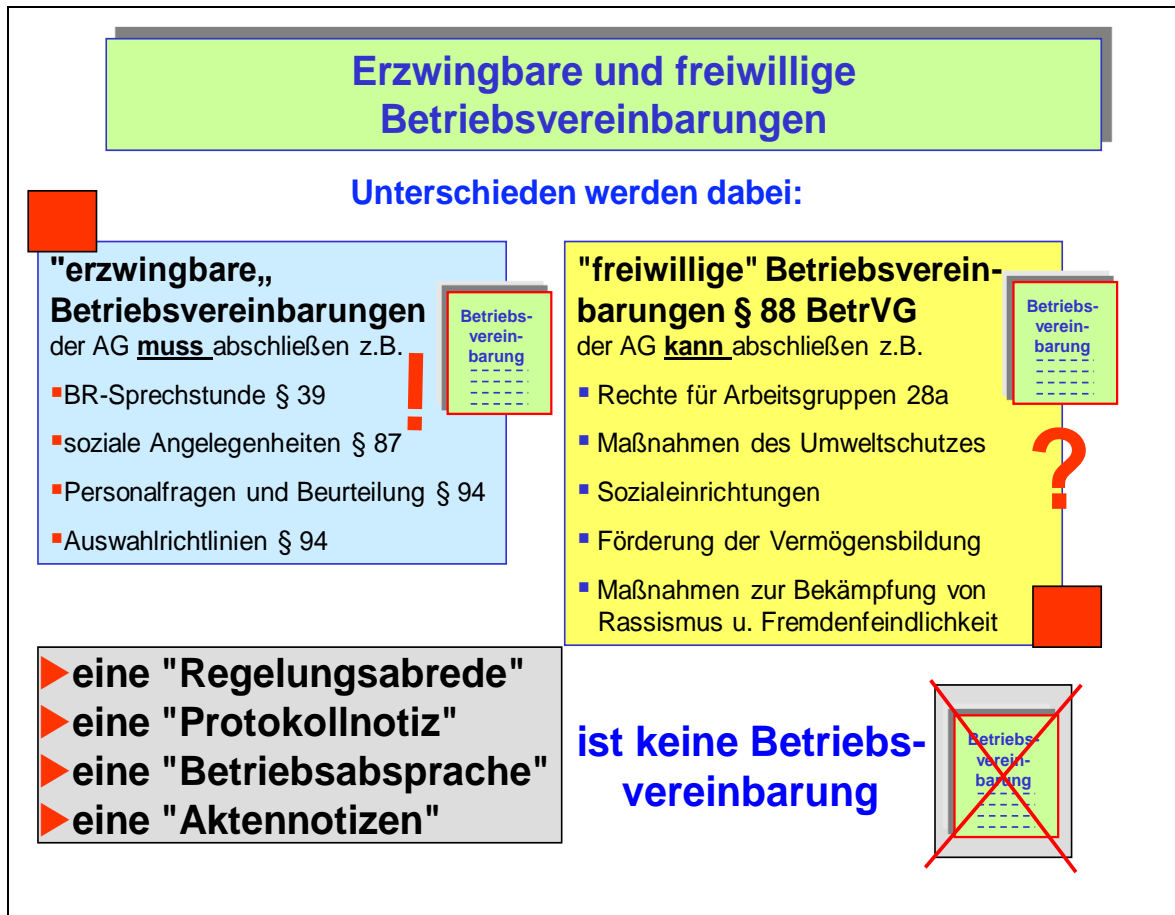 Erzwingbare und freiwillige
Betriebsvereinbarungen
Unterschieden werden dabei:
"erzwingbare„
Betriebsvereinbarungen
der AG muss abschließen z.B.
▪BR-Sprechstunde § 39
▪soziale Angelegenheiten § 87
▪Personalfragen und Beurteilung § 94
▪Auswahlrichtlinien § 94
!
Betriebs-
verein-
barung
"freiwillige" Betriebsverein-
barungen § 88 BetrVG
der AG kann abschließen z.B.
▪ Rechte für Arbeitsgruppen 28a
▪ Maßnahmen des Umweltschutzes
▪ Sozialeinrichtungen
▪ Förderung der Vermögensbildung
▪ Maßnahmen zur Bekämpfung von
Rassismus u. Fremdenfeindlichkeit
Betriebs-
verein-
barung
?
eine "Regelungsabrede"
eine "Protokollnotiz"
eine "Betriebsabsprache"
eine "Aktennotizen"
ist keine Betriebs-
vereinbarung
Betriebs-
verein-
barung